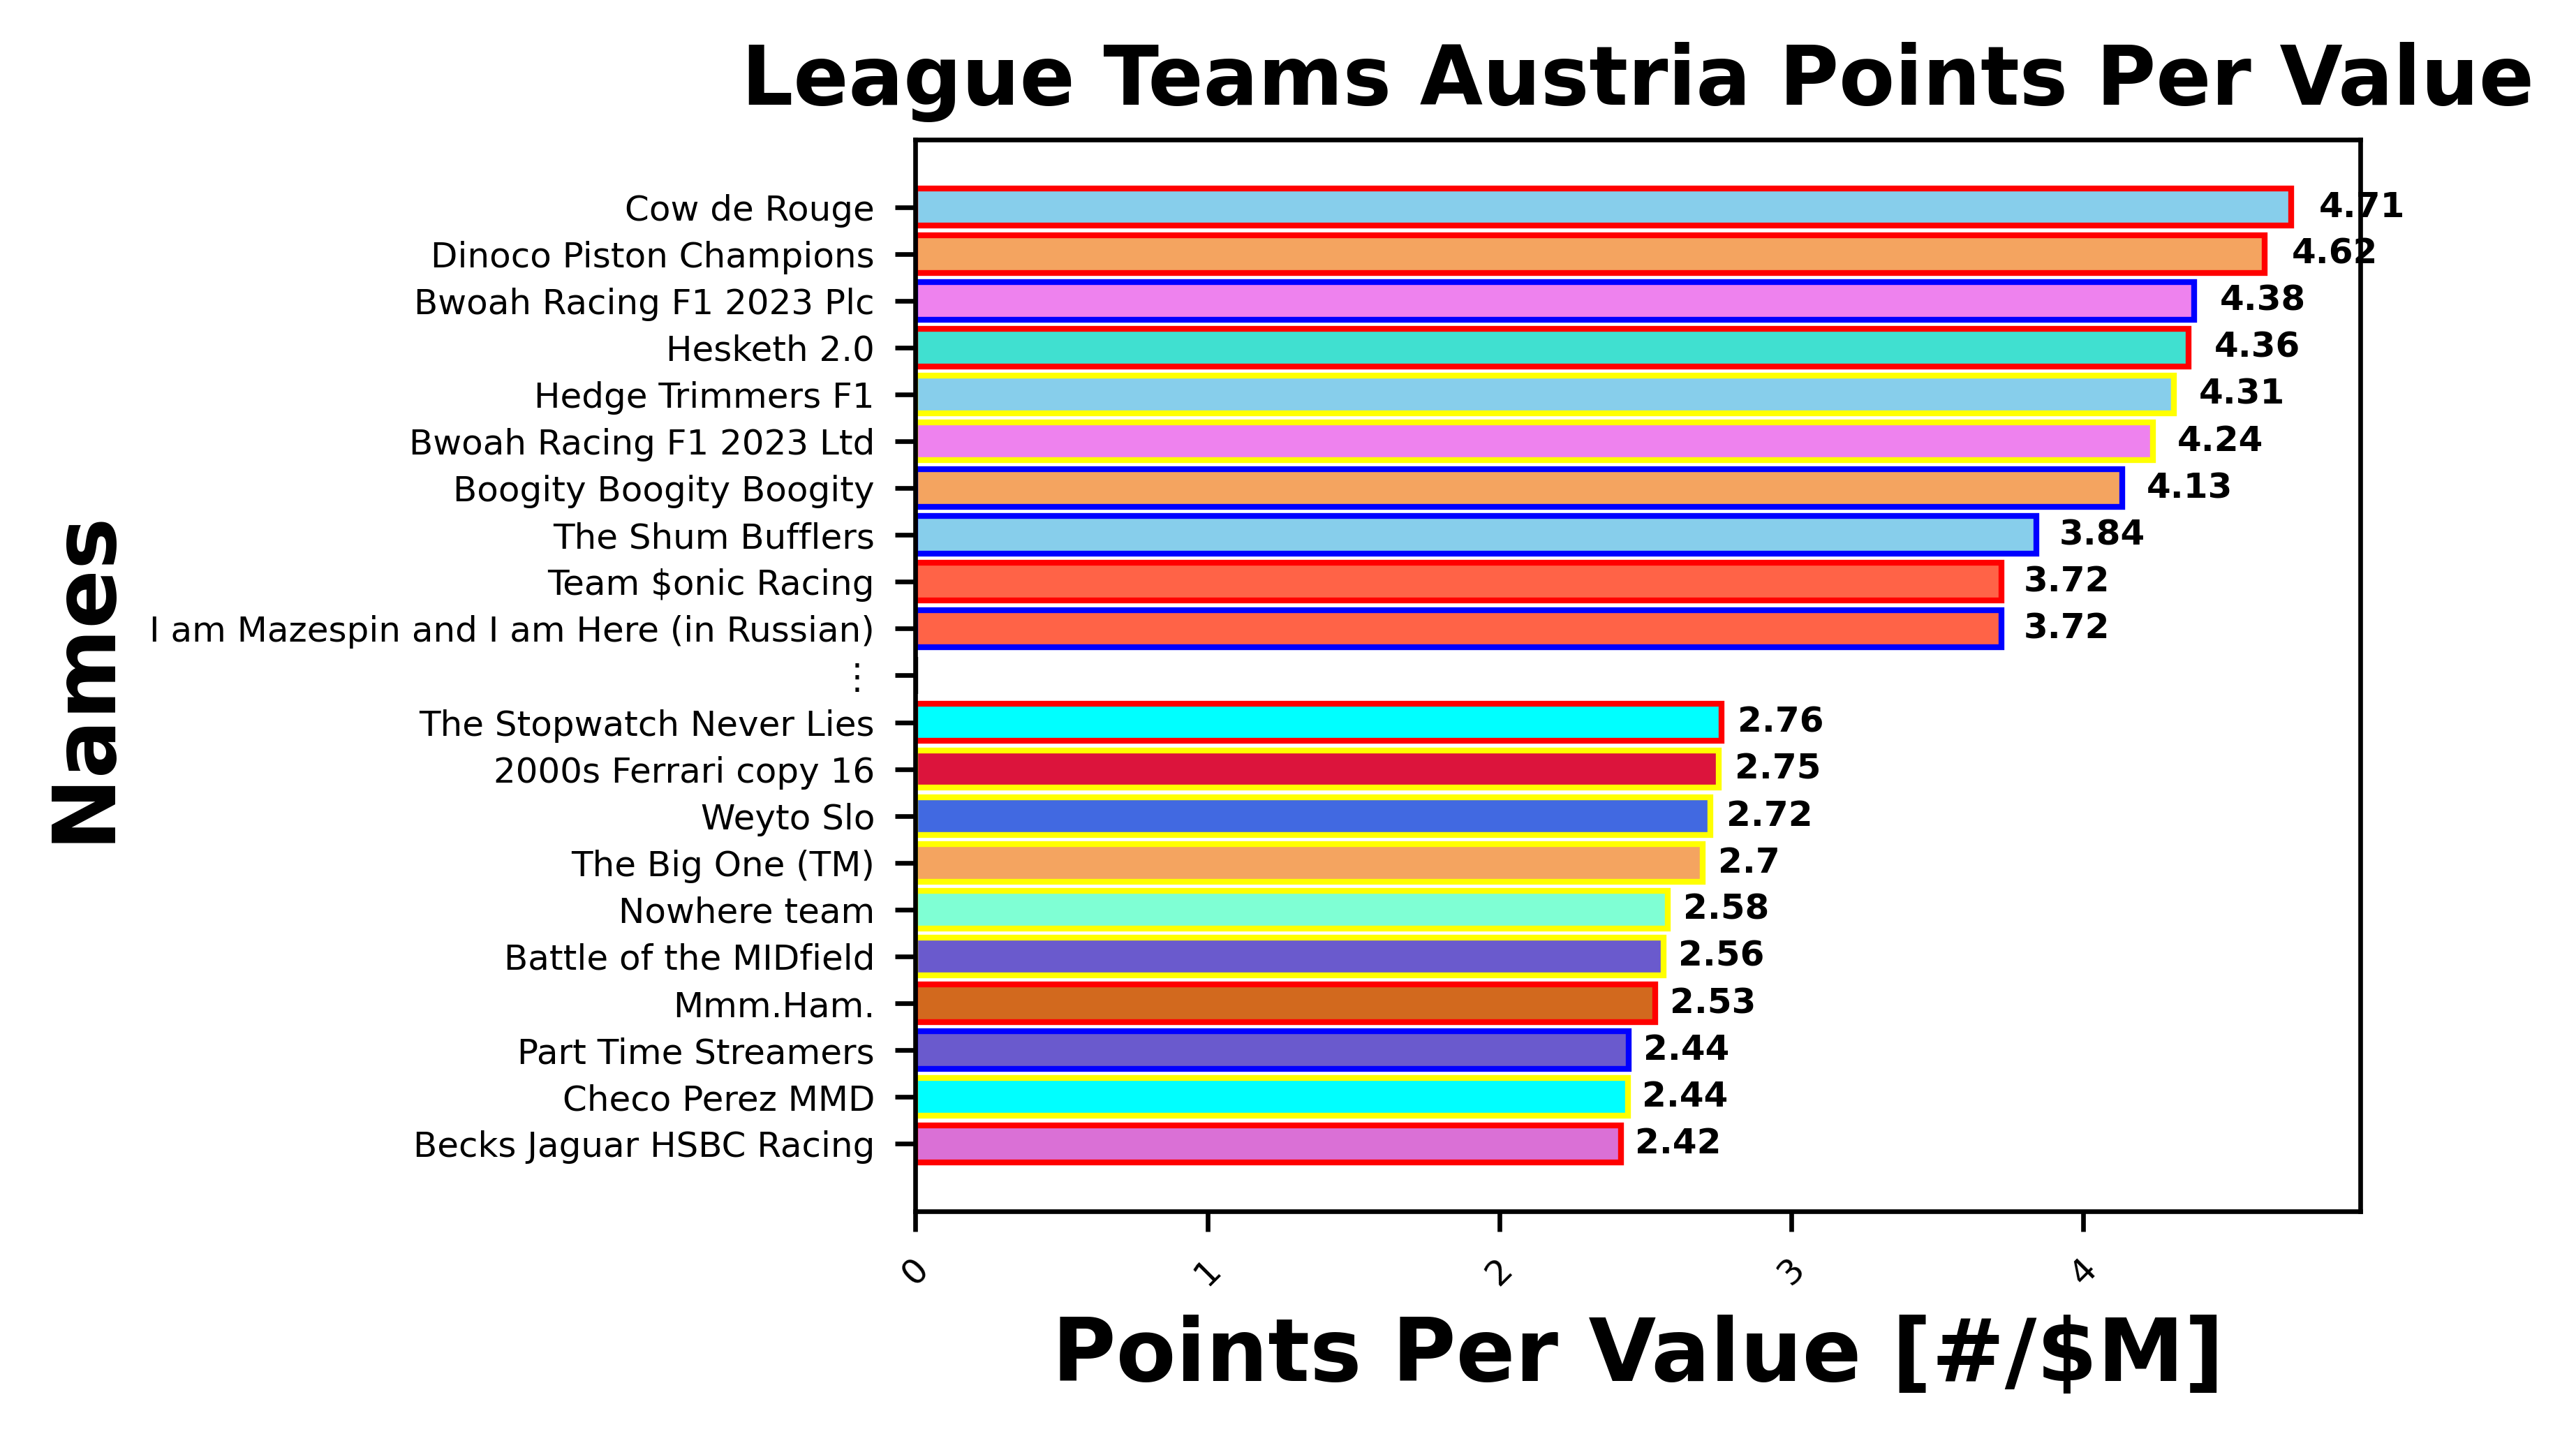 League Teams Austria Points Per Value
Names
Cow de Rouge 4.71
Dinoco Piston Champions 4.62
Bwoah Racing F1 2023 Plc 4.38
Hesketh 2.0 4.36
Hedge Trimmers F1 4.31
Bwoah Racing F1 2023 Ltd 4.24
Boogity Boogity Boogity 4.13
The Shum Bufflers 3.84
Team $onic Racing 3.72
I am Mazespin and I am Here (in Russian) 3.72
⋮
The Stopwatch Never Lies 2.76
2000s Ferrari copy 16 2.75
Weyto Slo 2.72
The Big One (TM) 2.7
Nowhere team 2.58
Battle of the MIDfield 2.56
Mmm.Ham. 2.53
Part Time Streamers 2.44
Checo Perez MMD 2.44
Becks Jaguar HSBC Racing 2.42
0 1 2 3 4
Points Per Value [#/$M]